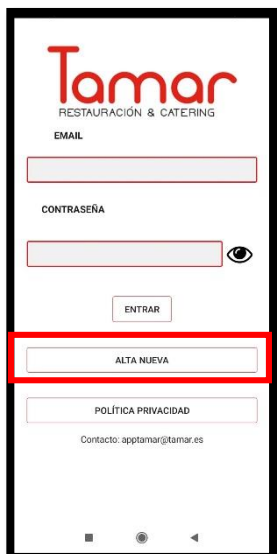 Tamar
RESTAURACIÓN & CATERING
EMAIL
CONTRASEÑA
ENTRAR
ALTA NUEVA
POLÍTICA PRIVACIDAD
Contacto: apptamar@tamar.es